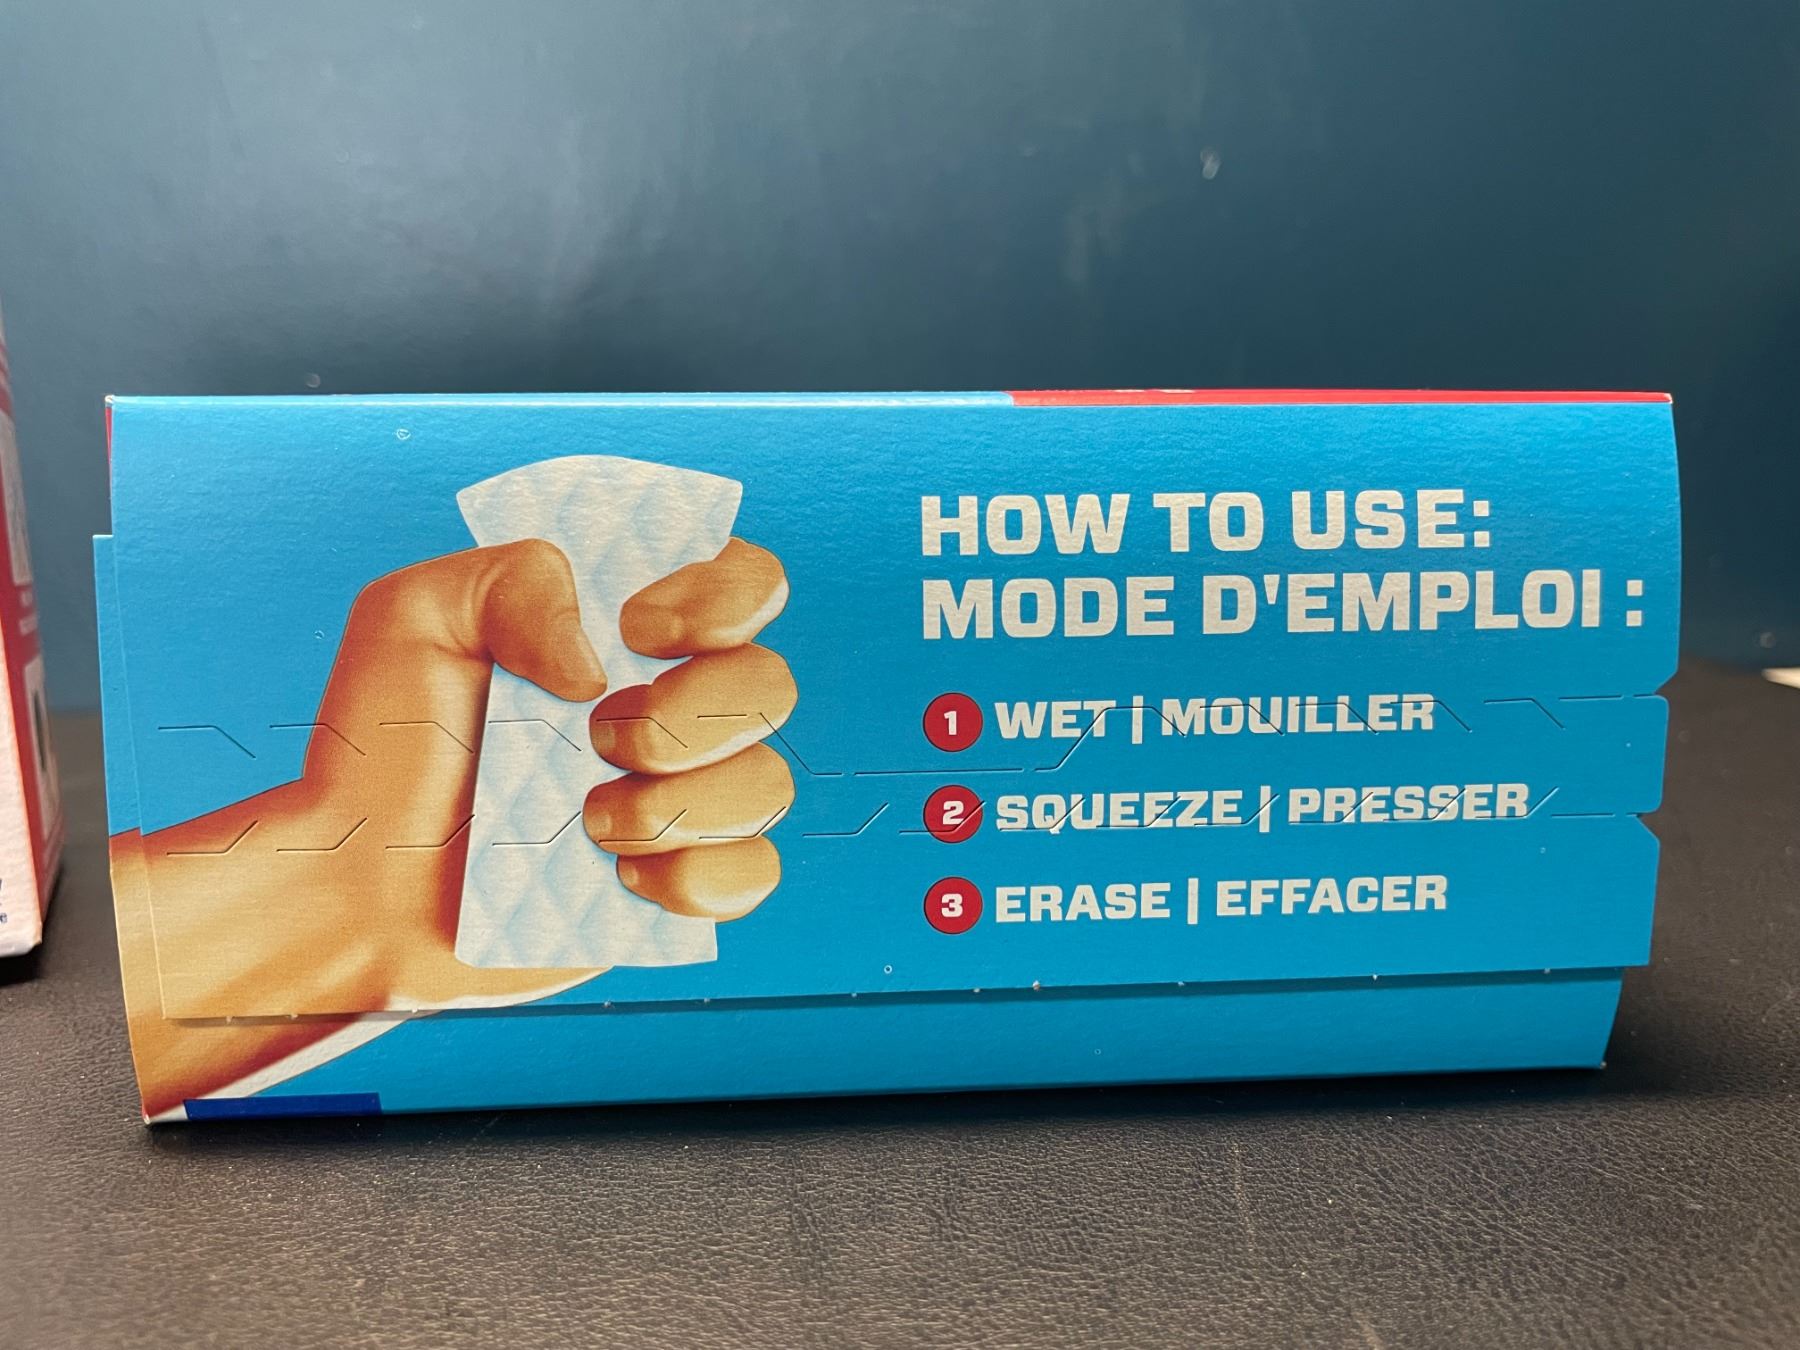 HOW TO USE:
MODE D'EMPLOI :
1 WET | MOUILLER
2 SQUEEZE | PRESSER
3 ERASE | EFFACER